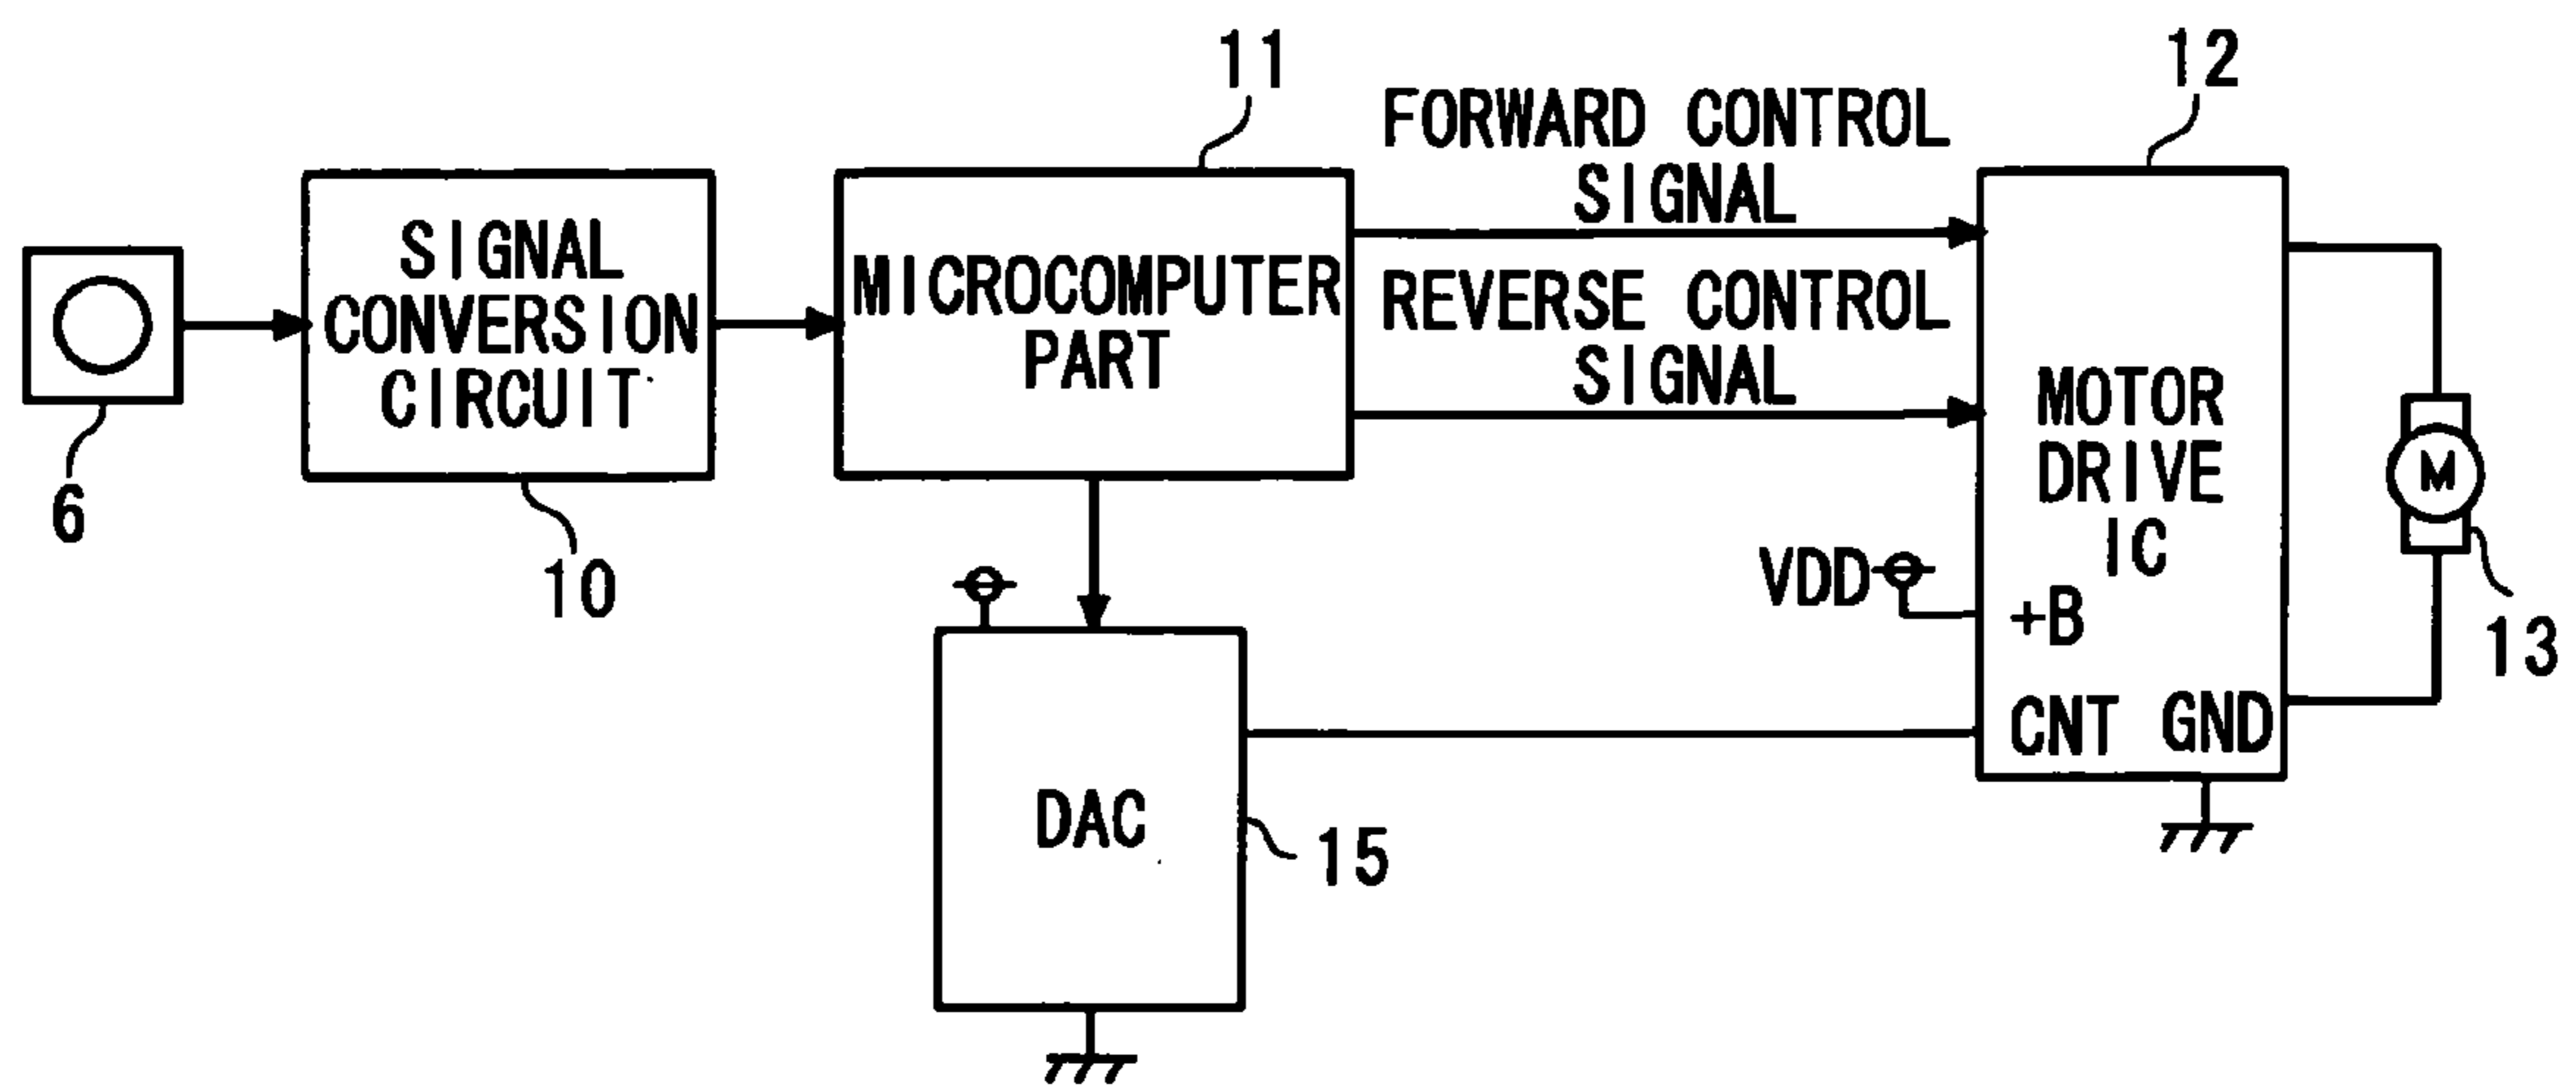 11
12
FORWARD CONTROL
SIGNAL
SIGNAL
CONVERSION
CIRCUIT
MICROCOMPUTER
PART
REVERSE CONTROL
SIGNAL
MOTOR
DRIVE
IC
M
6
10
VDD
+B
13
CNT GND
DAC
15